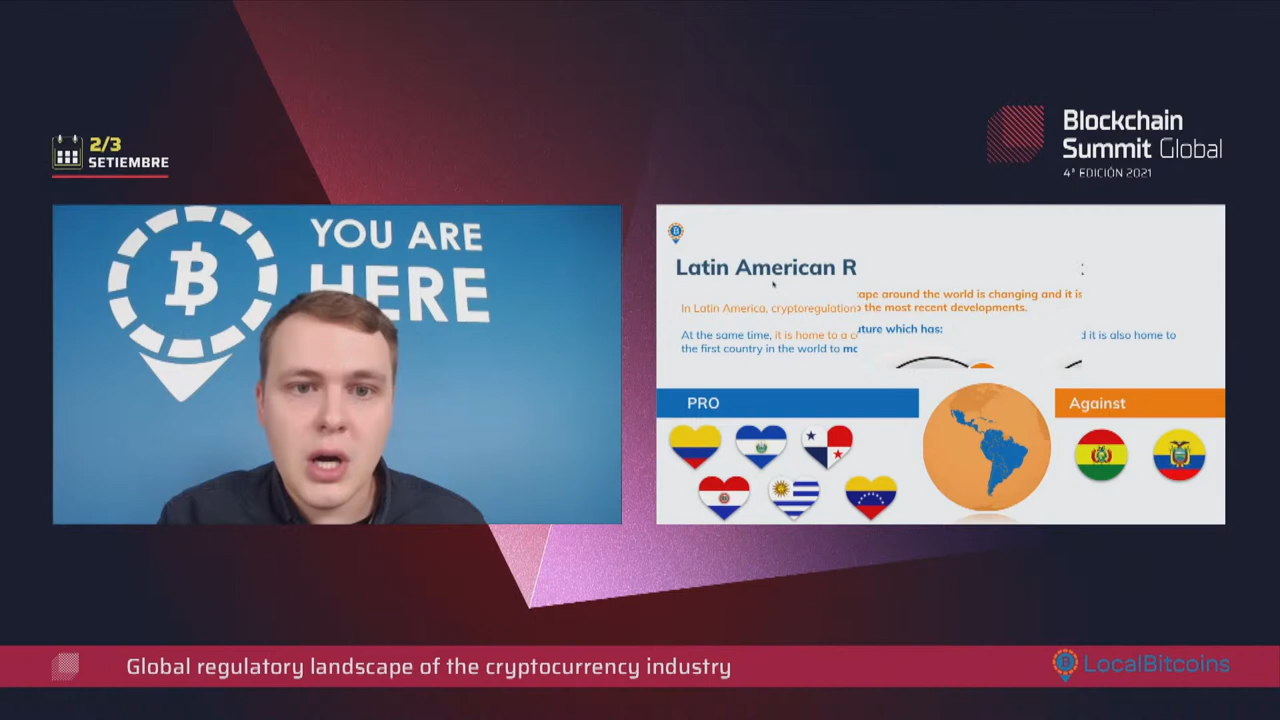 2/3
SETIEMBRE
Blockchain
Summit Global
4ª EDICIÓN 2021
YOU ARE
HERE
Latin American R
ape around the world is changing and it is
In Latin America, cryptoregulation
the most recent developments.
At the same time, it is home to a c
uture which has:
d it is also home to
the first country in the world to
PRO
Against
Global regulatory landscape of the cryptocurrency industry
LocalBitcoins